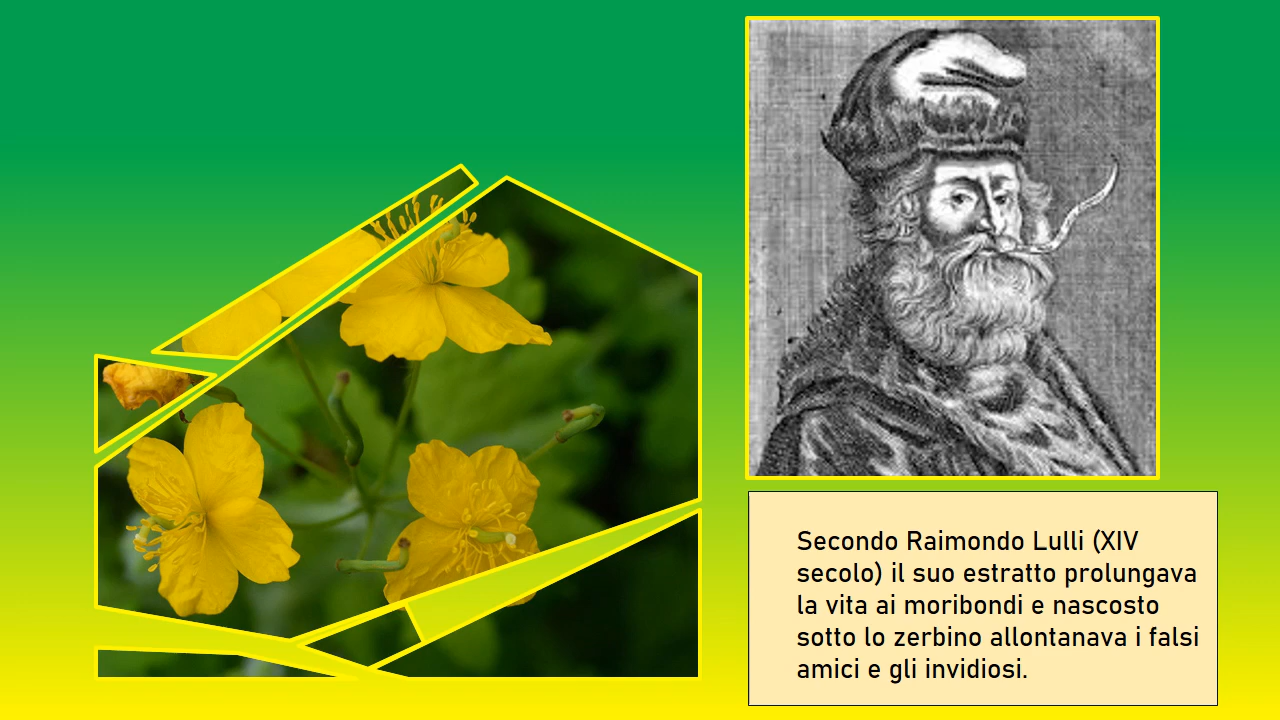 Secondo Raimondo Lulli (XIV
secolo) il suo estratto prolungava
la vita ai moribondi e nascosto
sotto lo zerbino allontanava i falsi
amici e gli invidiosi.